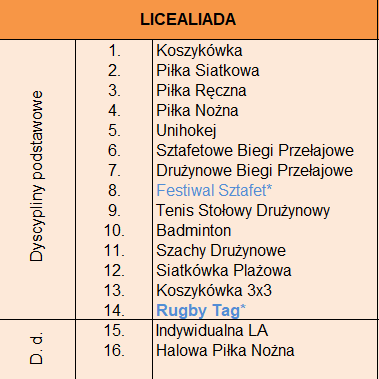 LICEALIADA
Dyscypliny podstawowe
1. Koszykówka
2. Piłka Siatkowa
3. Piłka Ręczna
4. Piłka Nożna
5. Unihokej
6. Sztafetowe Biegi Przełajowe
7. Drużynowe Biegi Przełajowe
8. Festiwal Sztafet*
9. Tenis Stołowy Drużynowy
10. Badminton
11. Szachy Drużynowe
12. Siatkówka Plażowa
13. Koszykówka 3x3
14. Rugby Tag*
D. d.
15. Indywidualna LA
16. Halowa Piłka Nożna